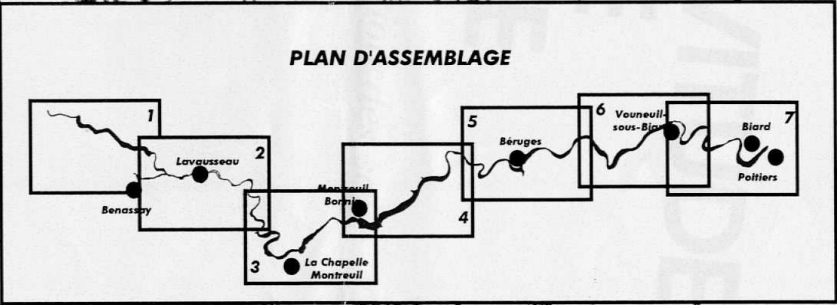 PLAN D'ASSEMBLAGE
1
2
3
4
5
6
7
Lavausseau
Benassay
La Chapelle
Montreuil
Montreuil
Bonnin
Béruges
Vouneuil-
sous-Biard
Biard
Poitiers